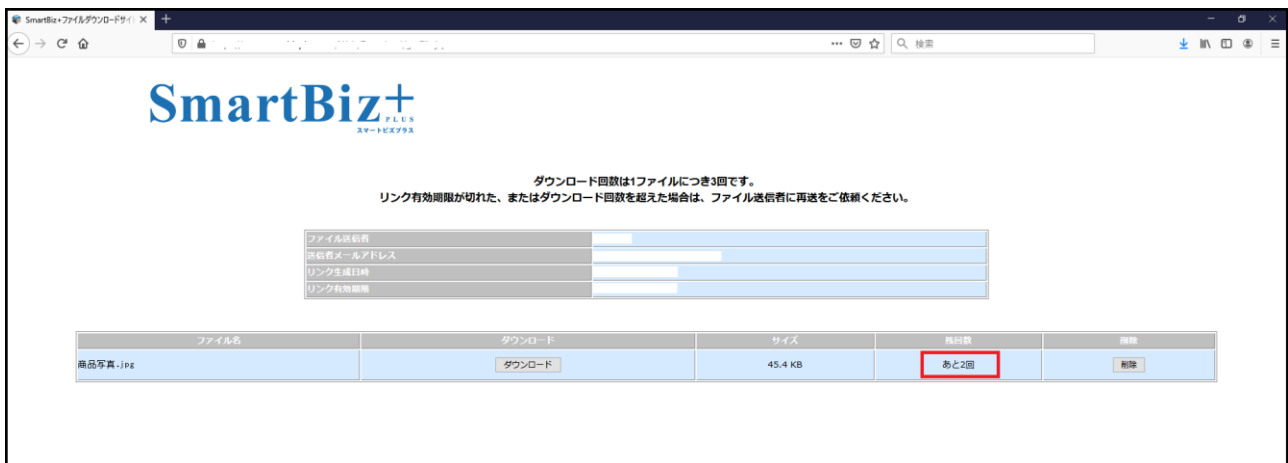 SmartBiz+ファイルダウンロードサイ
検索
SmartBiz+
PLUS
スマートビズプラス
ダウンロード回数は1ファイルにつき3回です。
リンク有効期限が切れた、またはダウンロード回数を超えた場合は、ファイル送信者に再送をご依頼ください。
ファイル送信者
送信者メールアドレス
リンク生成日時
リンク有効期限
ファイル名 ダウンロード サイズ 残回数 削除
商品写真.jpg ダウンロード 45.4 KB あと2回 削除